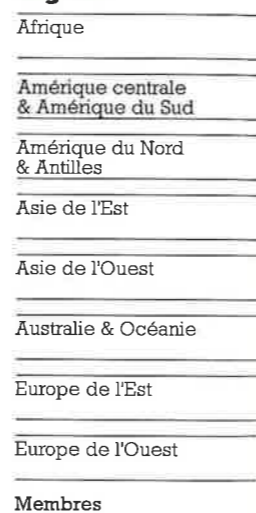 Afrique
Amérique centrale
& Amérique du Sud
Amérique du Nord
& Antilles
Asie de l'Est
Asie de l'Ouest
Australie & Océanie
Europe de l'Est
Europe de l'Ouest
Membres